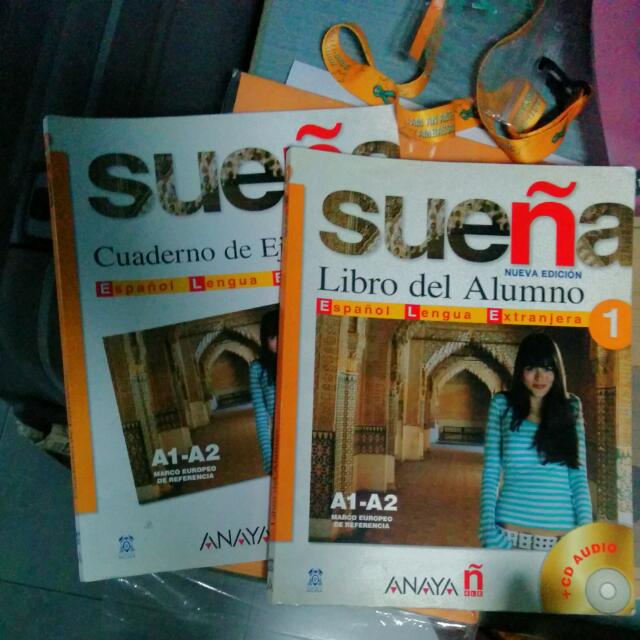 sueña
Cuaderno de Ej
Español Lengua E
A1-A2
MARCO EUROPEO
DE REFERENCIA
ANAYA
sueña
NUEVA EDICIÓN
Libro del Alumno
Español Lengua Extranjera
1
A1-A2
MARCO EUROPEO
DE REFERENCIA
ANAYA ñ
ELE
+CD AUDIO